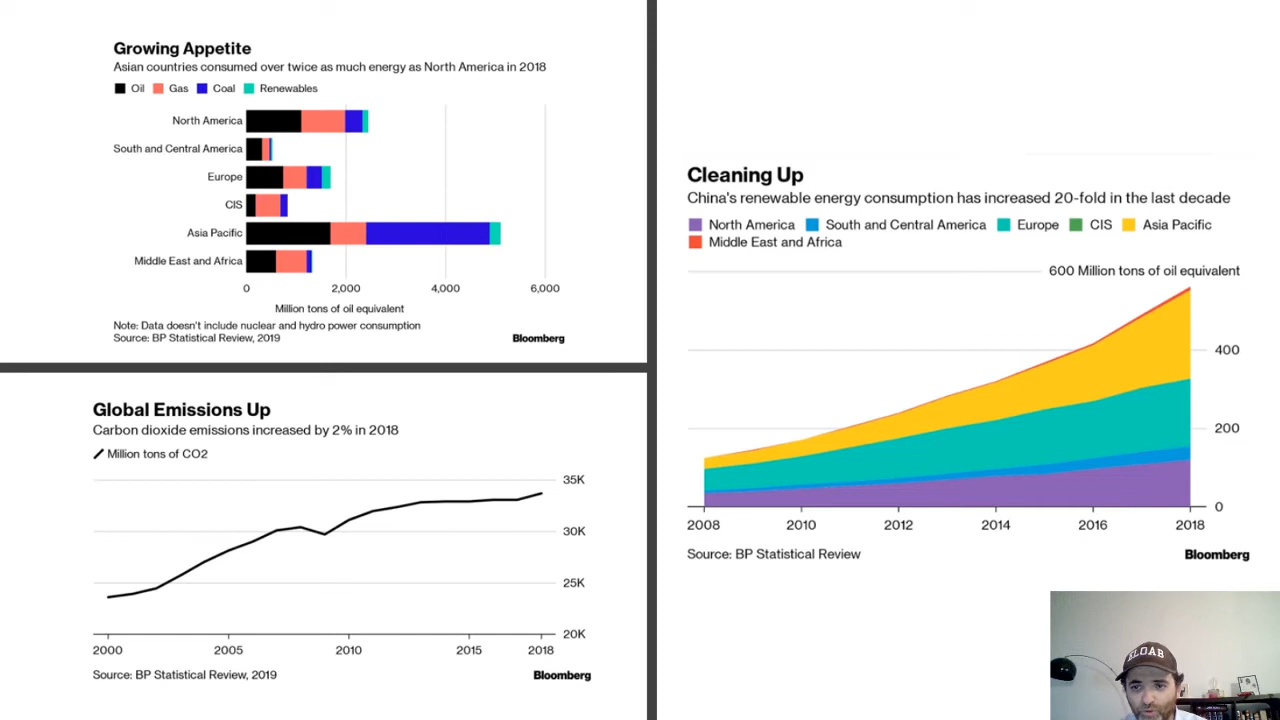 Growing Appetite
Asian countries consumed over twice as much energy as North America in 2018
Oil Gas Coal Renewables
North America
South and Central America
Europe
CIS
Asia Pacific
Middle East and Africa
0 2,000 4,000 6,000
Million tons of oil equivalent
Note: Data doesn't include nuclear and hydro power consumption
Source: BP Statistical Review, 2019 Bloomberg
Global Emissions Up
Carbon dioxide emissions increased by 2% in 2018
Million tons of CO2
35K
30K
25K
20K
2000 2005 2010 2015 2018
Source: BP Statistical Review, 2019 Bloomberg
Cleaning Up
China's renewable energy consumption has increased 20-fold in the last decade
North America South and Central America Europe CIS Asia Pacific
Middle East and Africa
600 Million tons of oil equivalent
400
200
0
2008 2010 2012 2014 2016 2018
Source: BP Statistical Review Bloomberg